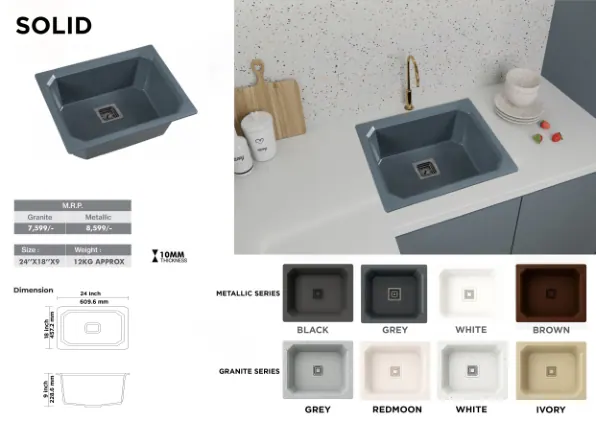 SOLID
M.R.P.
Granite Metallic
7,599/- 8,599/-
Size : Weight :
24"X18"X9 12KG APPROX
10MM
THICKNESS
Dimension
24 Inch
609.6 mm
18 Inch
457.2 mm
9 Inch
228.6 mm
METALLIC SERIES
BLACK GREY WHITE BROWN
GRANITE SERIES
GREY REDMOON WHITE IVORY